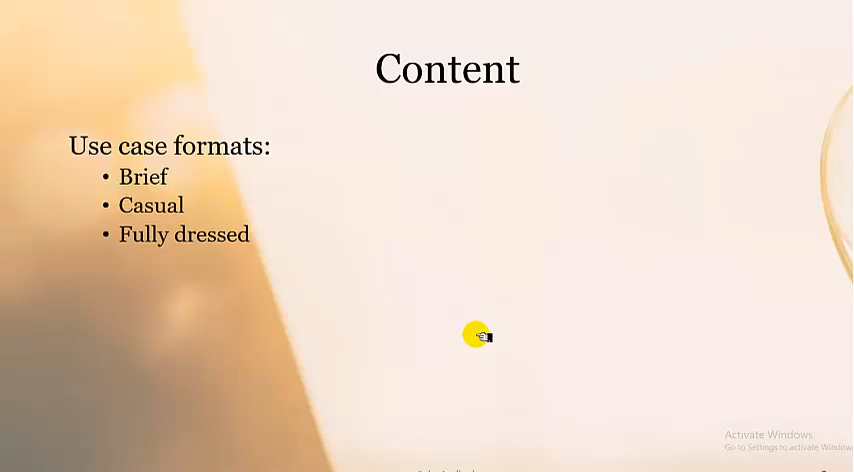 Content
Use case formats:
• Brief
• Casual
• Fully dressed
Activate Windows
Go to Settings to activate Windows